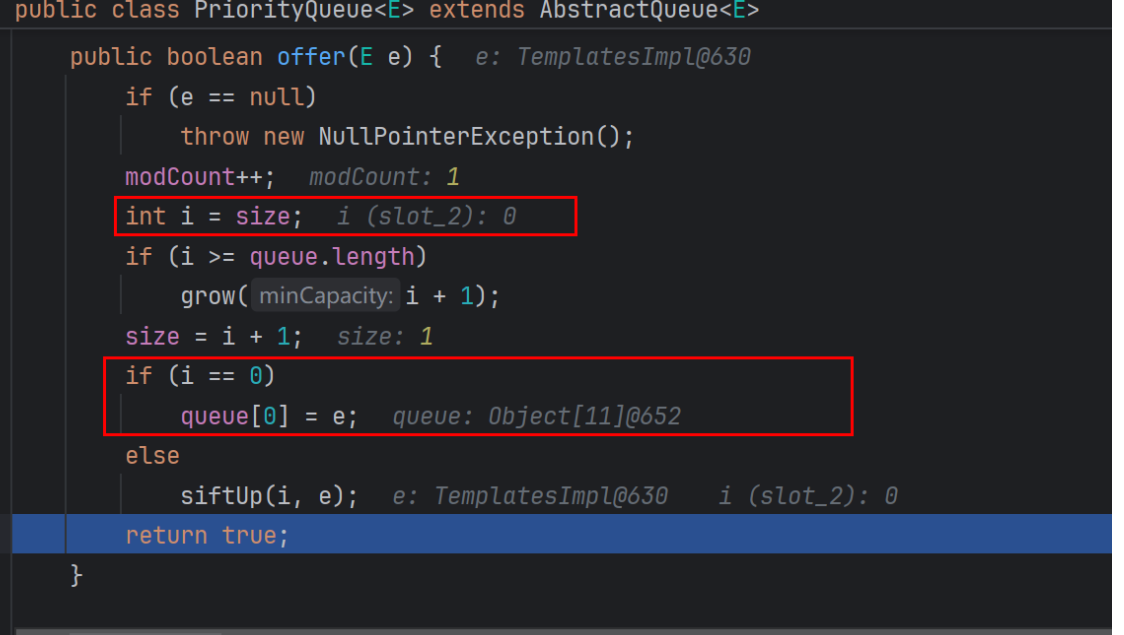 public class PriorityQueue<E> extends AbstractQueue<E>
public boolean offer(E e) {   e: TemplatesImpl@630
if (e == null)
throw new NullPointerException();
modCount++;   modCount: 1
int i = size;   i (slot_2): 0
if (i >= queue.length)
grow( minCapacity: i + 1);
size = i + 1;   size: 1
if (i == 0)
queue[0] = e;   queue: Object[11]@652
else
siftUp(i, e);   e: TemplatesImpl@630   i (slot_2): 0
return true;
}